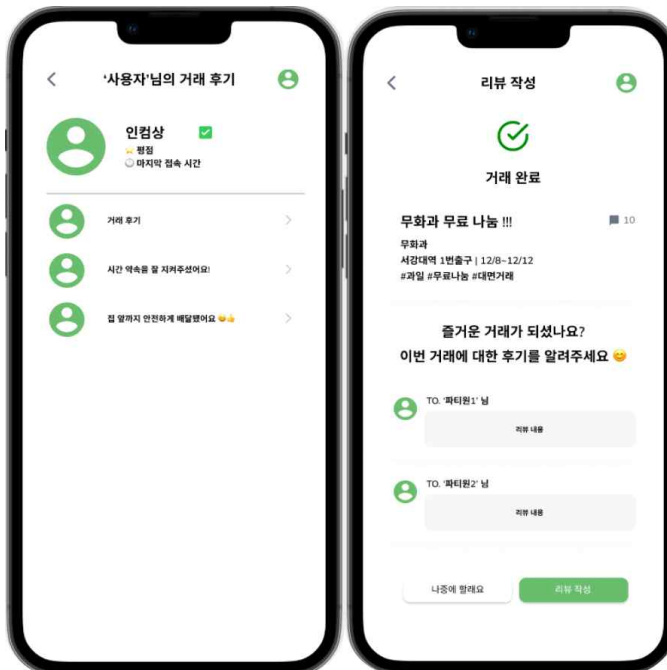 ‘사용자’님의 거래 후기
인컴상
평점
마지막 접속 시간
거래 후기
시간 약속을 잘 지켜주셨어요!
집 앞까지 안전하게 배달됐어요 😄👍
리뷰 작성
거래 완료
무화과 무료 나눔 !!!
10
무화과
서강대역 1번출구 | 12/8~12/12
#과일 #무료나눔 #대면거래
즐거운 거래가 되셨나요?
이번 거래에 대한 후기를 알려주세요 😊
TO. '파티원1' 님
리뷰 내용
TO. '파티원2' 님
리뷰 내용
나중에 할래요
리뷰 작성